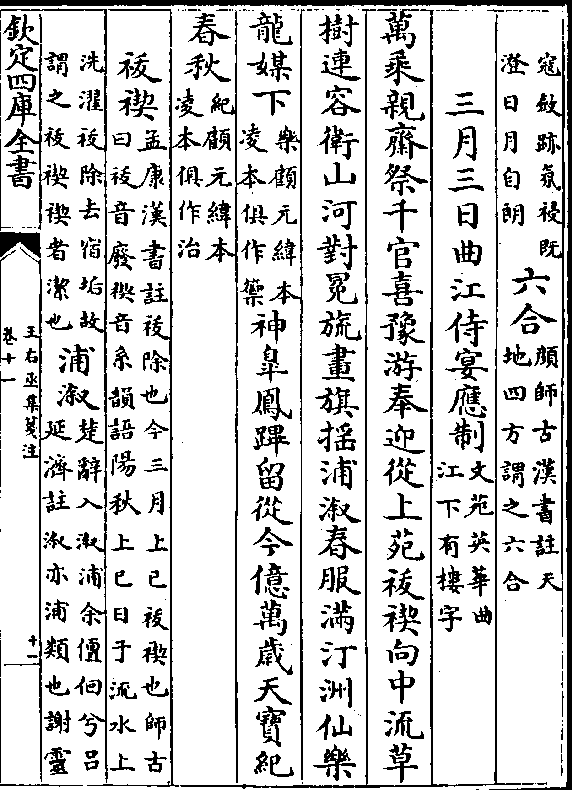 寇斂跡氛祲既
澄日月自朗
六合
顔師古漢書註天
地四方謂之六合
三月三日曲江侍宴應制
文苑英華曲
江下有樓字
萬乘親齋祭千官喜豫游奉迎從上苑祓禊向中流草
樹連容衛山河對冕旒畫旗揺浦溆春服滿汀洲仙樂
龍媒下
樂顧元緯本
凌本俱作籞
神臯鳳蹕留從今億萬歲天寶紀
春秋
紀顧元緯本
凌本俱作治
祓禊
孟康漢書註祓除也今三月上已祓禊也師古
曰祓音廢禊音系韻語陽秋上已日于流水上
洗濯祓除去宿垢故
謂之祓禊禊者潔也
浦溆
楚辭入溆浦余儃佪兮吕
延濟註溆亦浦類也謝靈
欽定四庫全書
王右丞集箋注
卷十一
十一